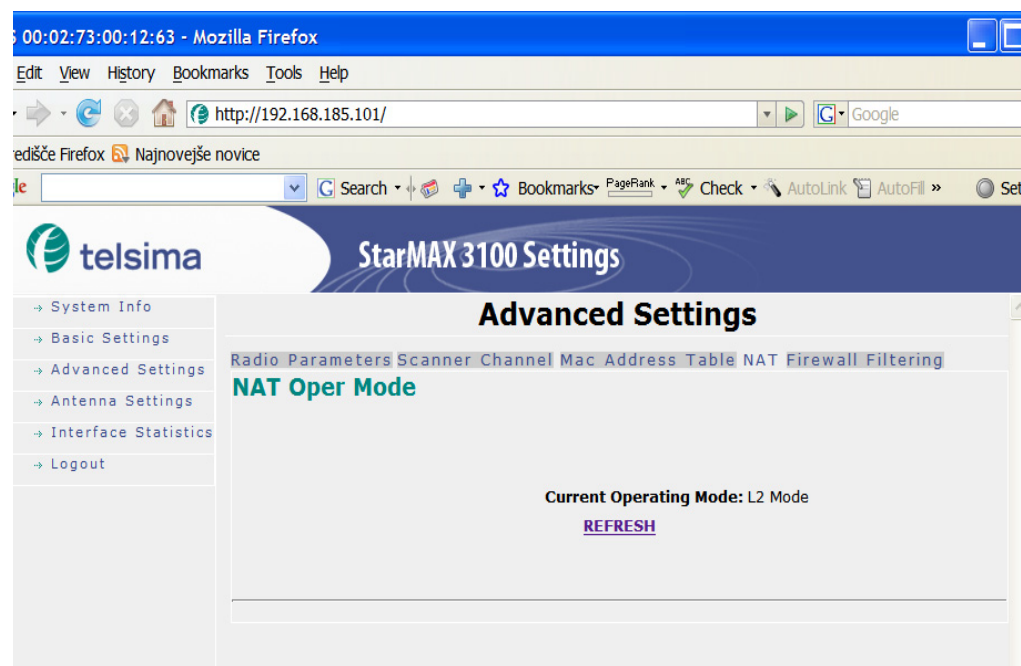 00:02:73:00:12:63 - Mozilla Firefox
Edit View History Bookmarks Tools Help
http://192.168.185.101/
Google
Firefox Najnovejše novice
Search Bookmarks PageRank ABC Check AutoLink AutoFill »
telsima
StarMAX 3100 Settings
System Info
Basic Settings
Advanced Settings
Antenna Settings
Interface Statistics
Logout
Advanced Settings
Radio Parameters Scanner Channel Mac Address Table NAT Firewall Filtering
NAT Oper Mode
Current Operating Mode: L2 Mode
REFRESH